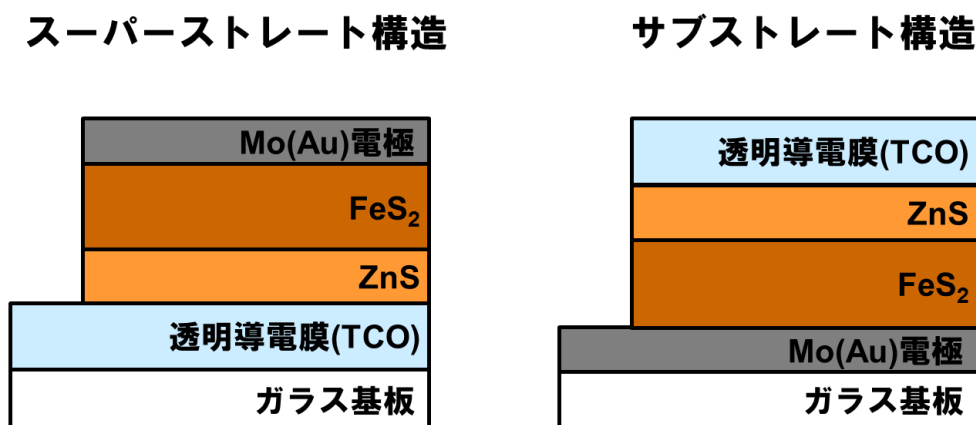 スーパーストレート構造
Mo(Au)電極
FeS₂
ZnS
透明導電膜(TCO)
ガラス基板
サブストレート構造
透明導電膜(TCO)
ZnS
FeS₂
Mo(Au)電極
ガラス基板